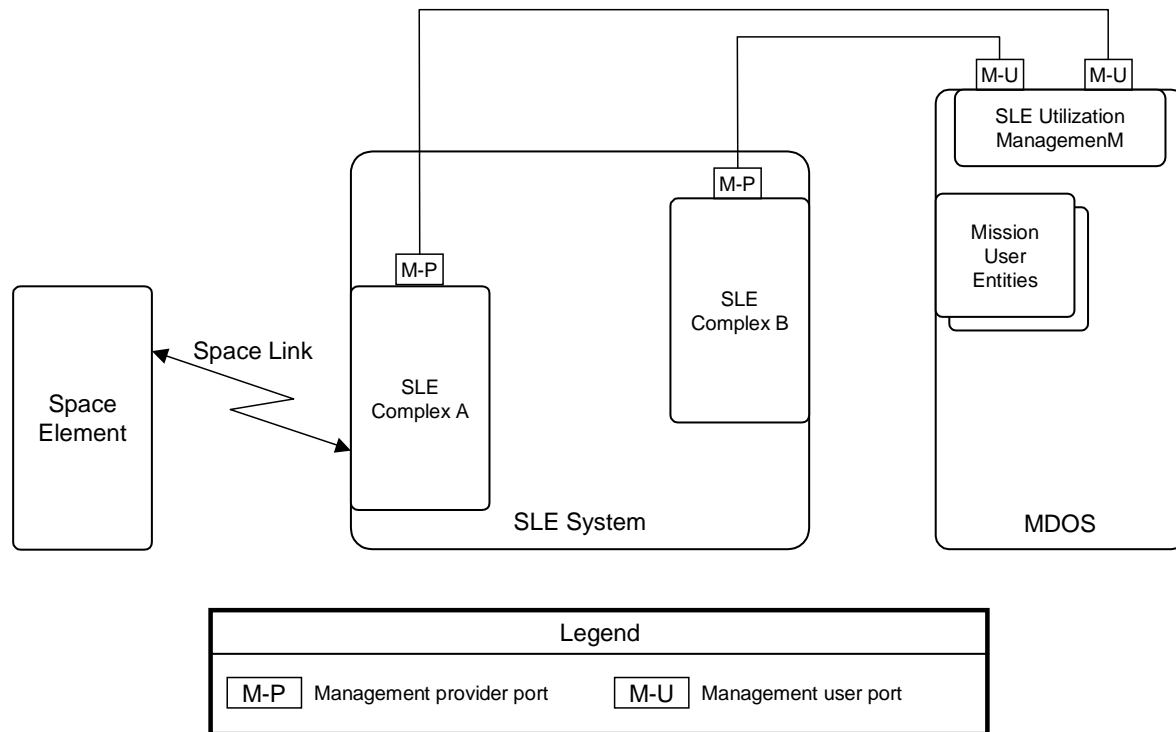 M-U
M-U
SLE Utilization
ManagemenM
M-P
Mission
User
Entities
M-P
SLE
Complex B
Space Link
SLE
Complex A
Space
Element
SLE System
MDOS
Legend
M-P Management provider port
M-U Management user port